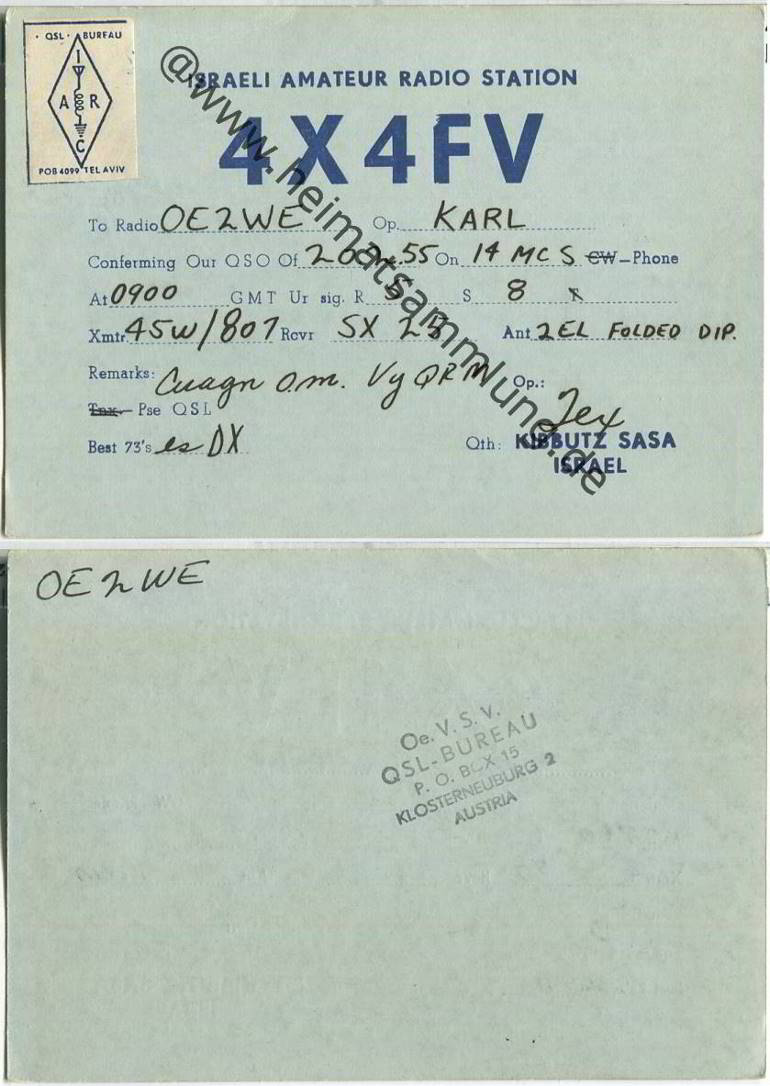 · QSL · BUREAU
I
A R
C
POB 4099 TEL AVIV
ISRAELI AMATEUR RADIO STATION
4X4FV
To Radio OE2WE Op. KARL
Conferming Our QSO Of 55 On 14 MCS CW-Phone
At 0900 GMT Ur sig. R 5 S 8
Xmtr 45W/807 Rcvr SX 28 Ant 2EL FOLDED DIP.
Remarks: Cuagn o.m. Vy QRM Op.: Tex
Tnx. Pse QSL
Best 73's es DX Qth: KIBBUTZ SASA
ISRAEL
@www.heimatsammlung.de
OE2WE
Oe. V. S. V.
QSL-BUREAU
P. O. BOX 15
KLOSTERNEUBURG 2
AUSTRIA